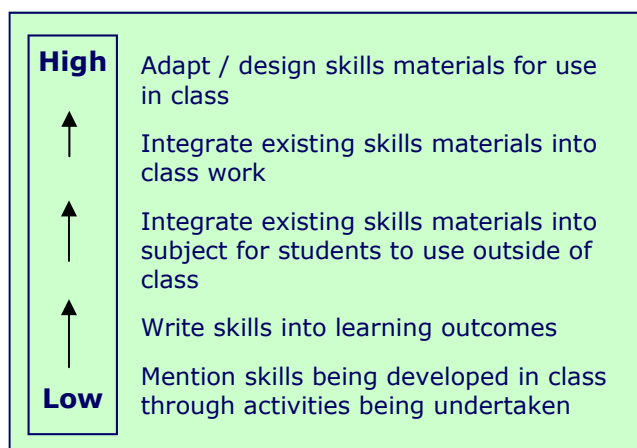 High
Adapt / design skills materials for use
in class
Integrate existing skills materials into
class work
Integrate existing skills materials into
subject for students to use outside of
class
Write skills into learning outcomes
Mention skills being developed in class
Low
through activities being undertaken